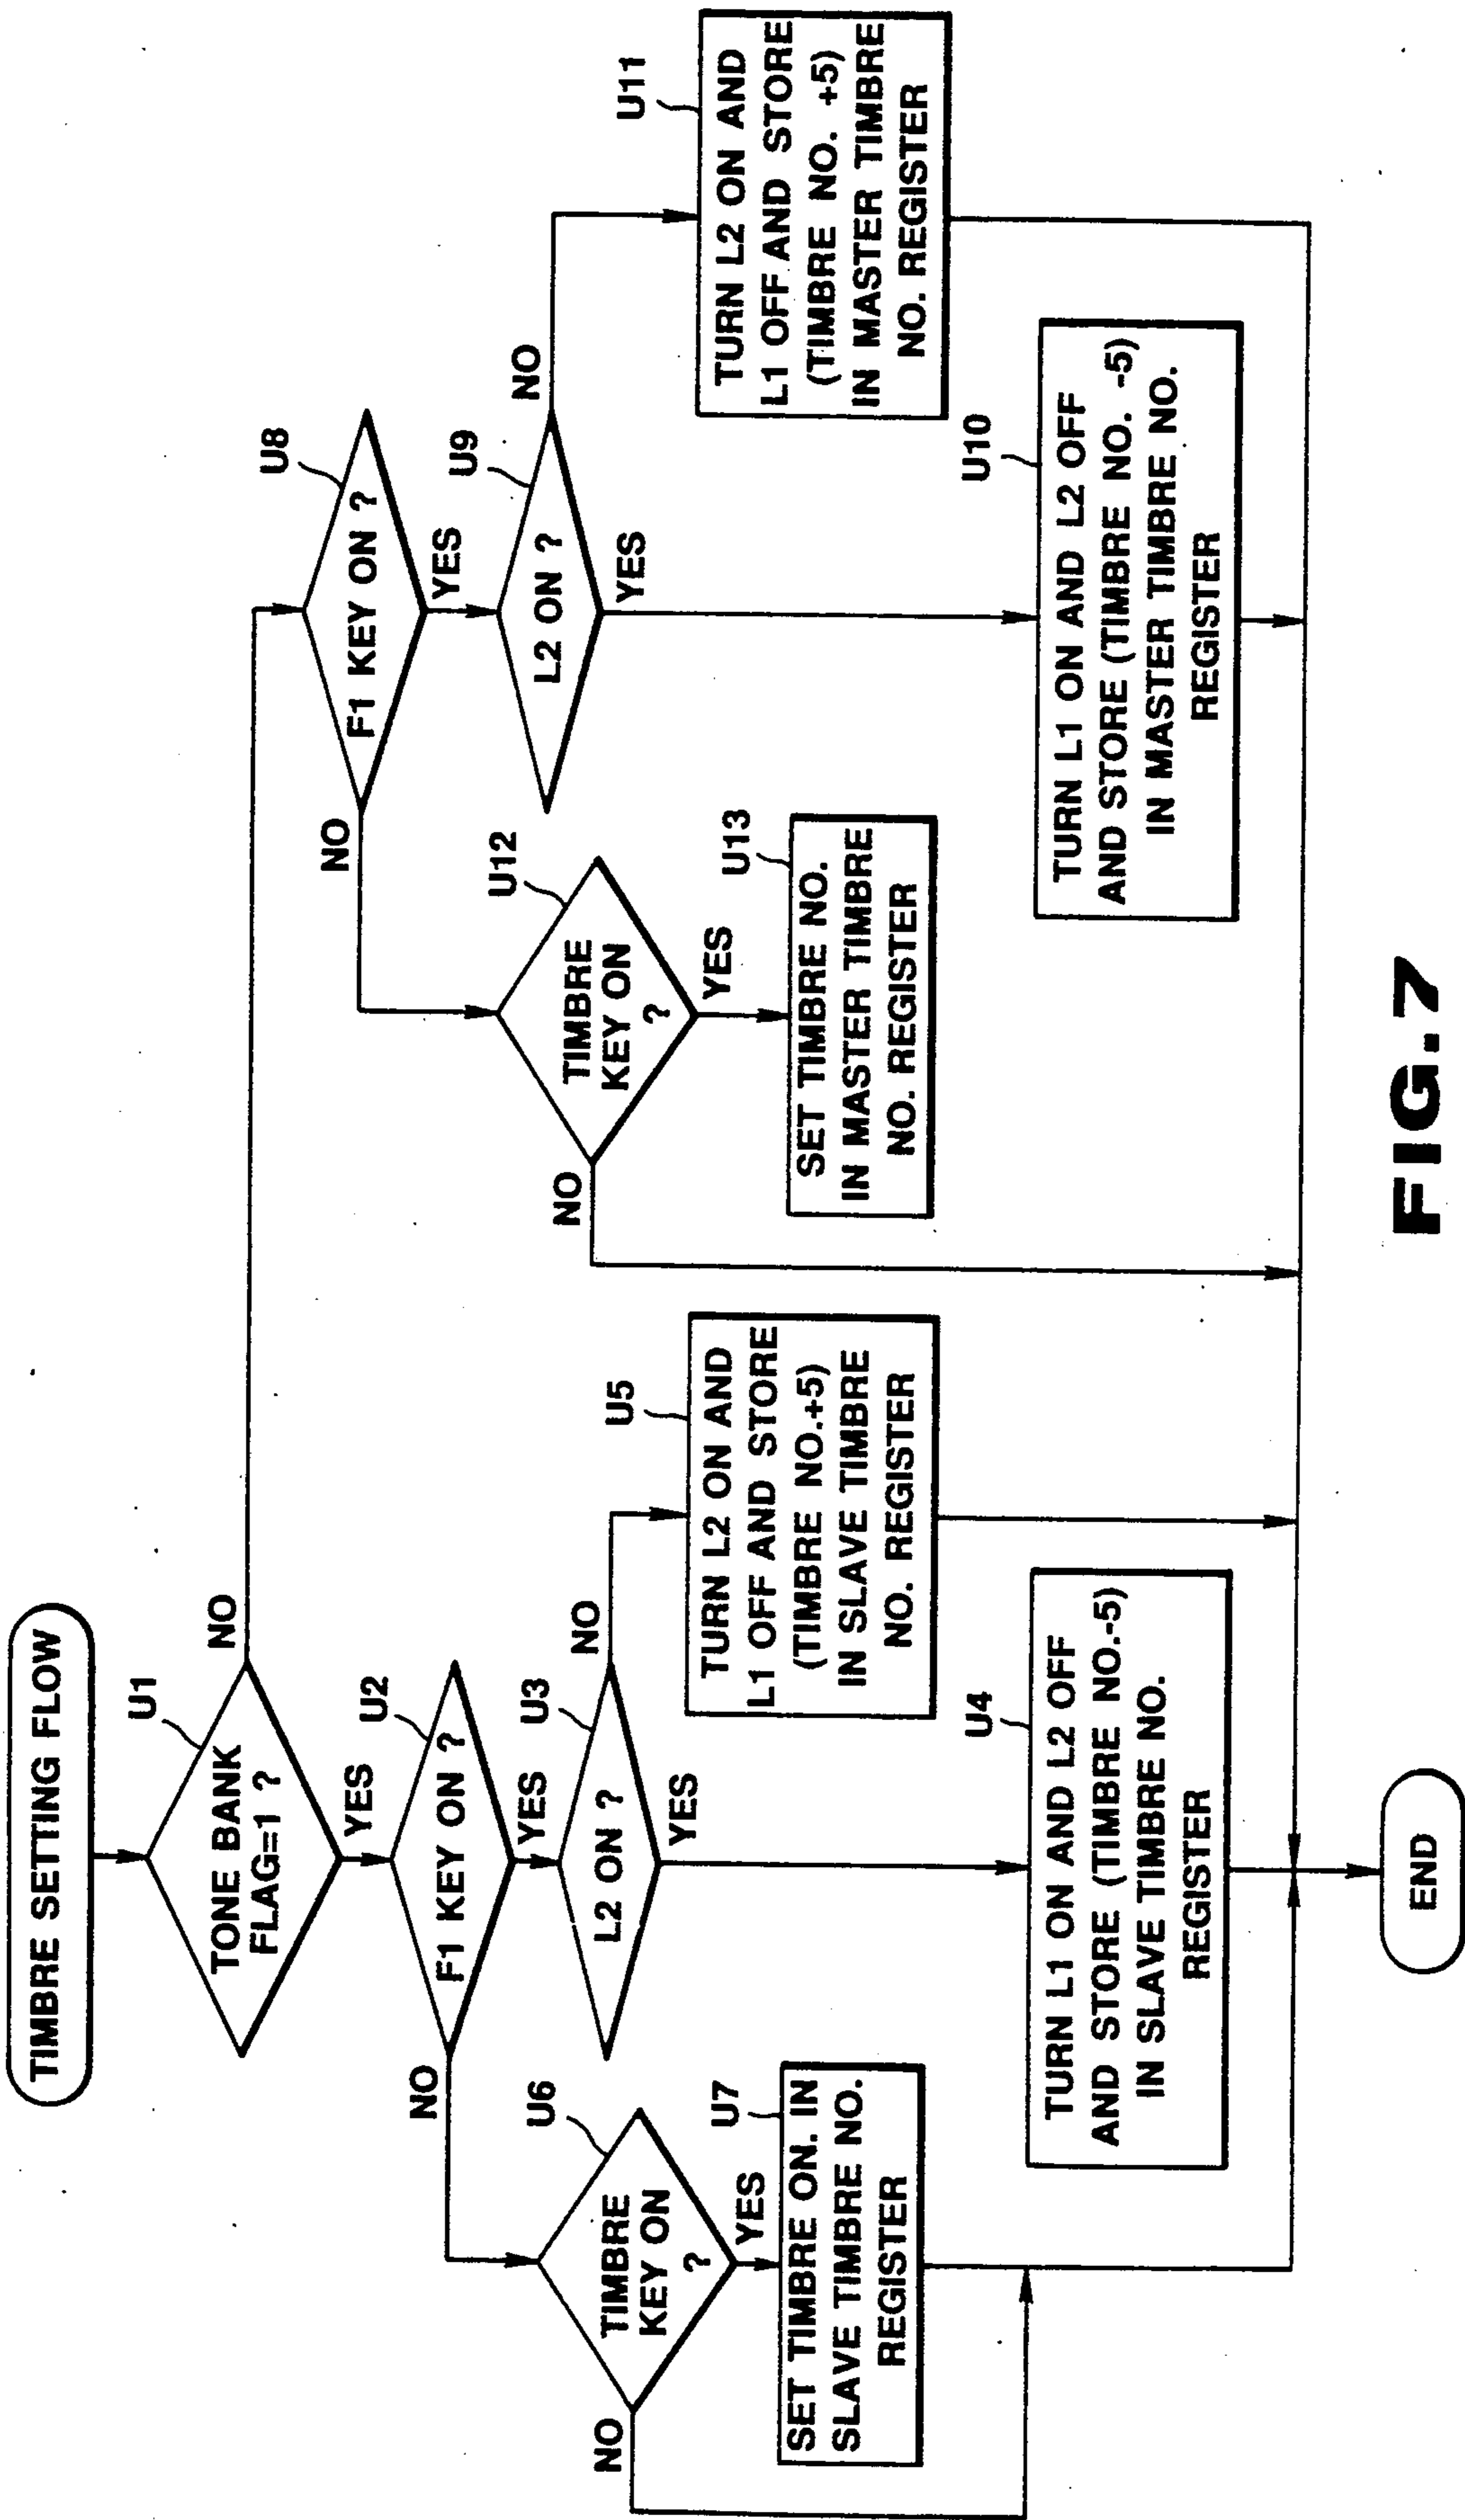 TIMBRE SETTING FLOW
U1
TONE BANK
FLAG=1 ?
NO
YES
U2
F1 KEY ON ?
NO
YES
U3
L2 ON ?
NO
YES
U6
TIMBRE
KEY ON
?
NO
YES
U7
SET TIMBRE ON. IN
SLAVE TIMBRE NO.
REGISTER
U5
TURN L2 ON AND
L1 OFF AND STORE
(TIMBRE NO.+5)
IN SLAVE TIMBRE
NO. REGISTER
U4
TURN L1 ON AND L2 OFF
AND STORE (TIMBRE NO.-5)
IN SLAVE TIMBRE NO.
REGISTER
U8
F1 KEY ON ?
NO
YES
U9
L2 ON ?
NO
YES
U12
TIMBRE
KEY ON
?
NO
YES
U13
SET TIMBRE NO.
IN MASTER TIMBRE
NO. REGISTER
U11
TURN L2 ON AND
L1 OFF AND STORE
(TIMBRE NO. +5)
IN MASTER TIMBRE
NO. REGISTER
U10
TURN L1 ON AND L2 OFF
AND STORE (TIMBRE NO. -5)
IN MASTER TIMBRE NO.
REGISTER
END
FIG.7